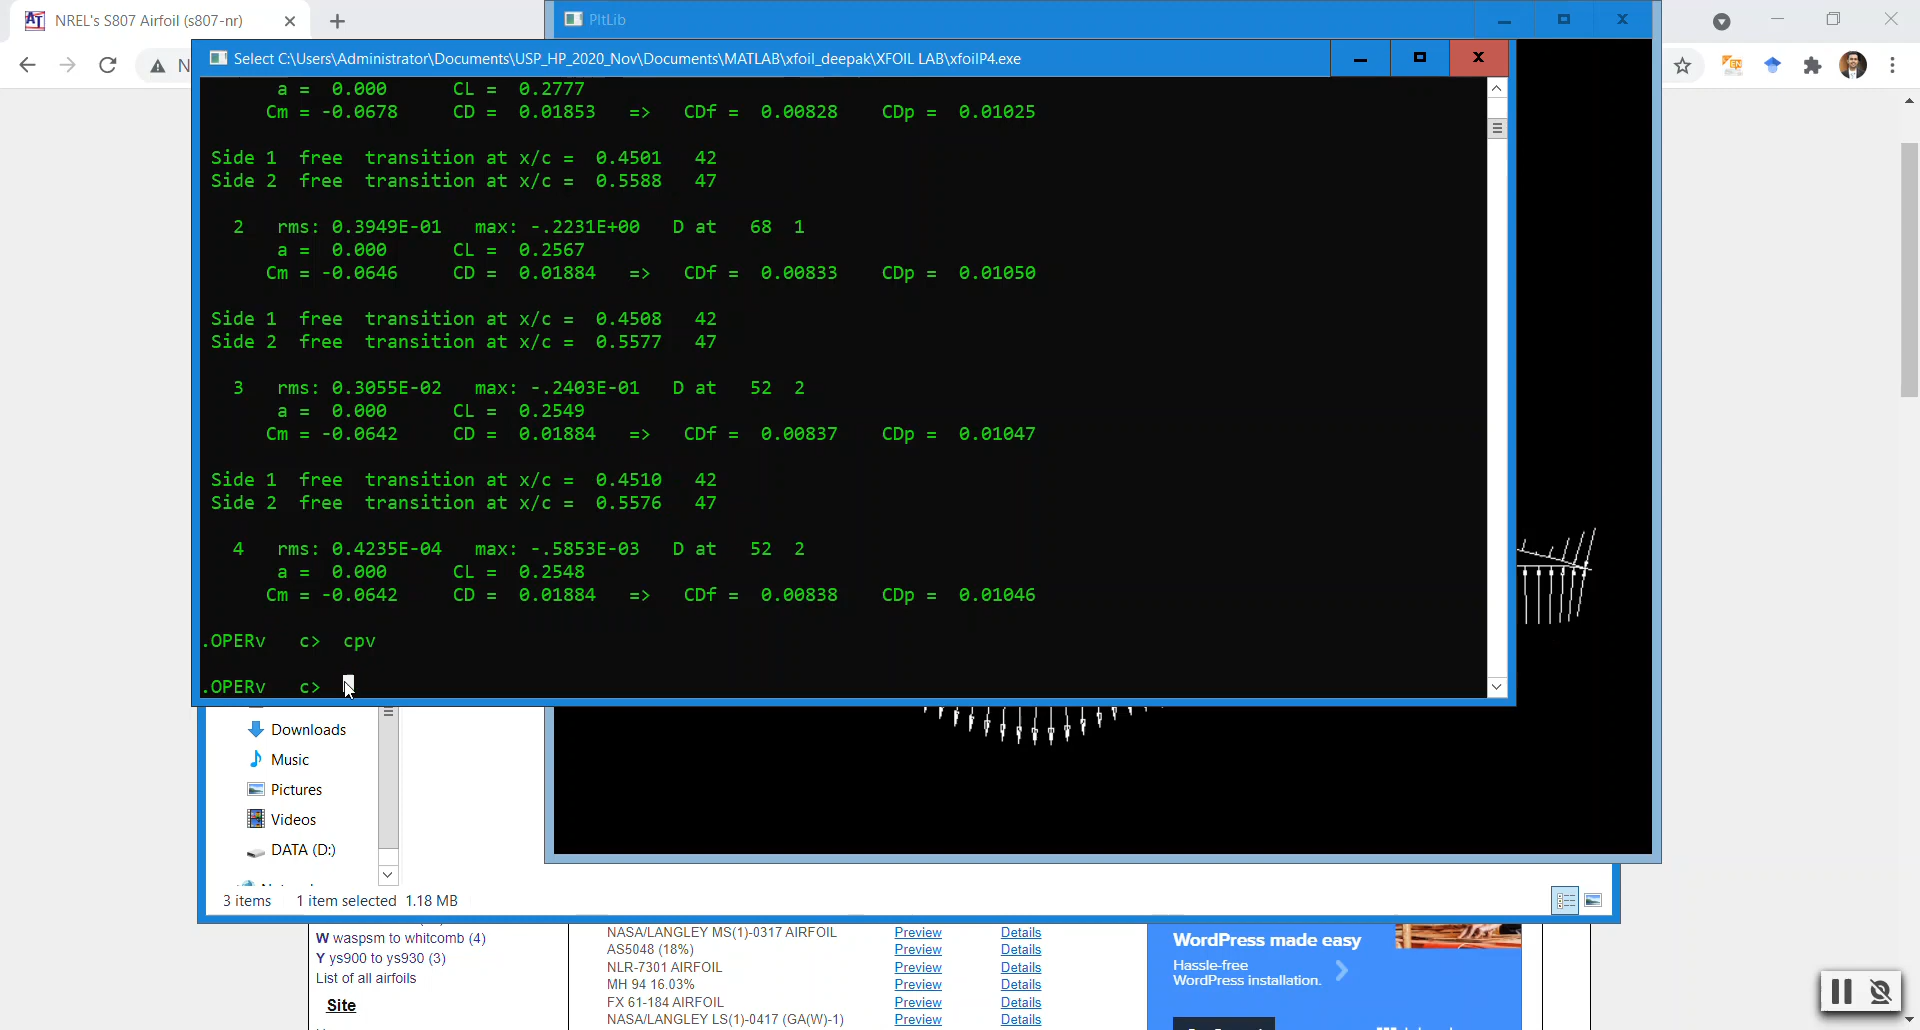 NREL's S807 Airfoil (s807-nr)
PltLib
Select C:\Users\Administrator\Documents\USP_HP_2020_Nov\Documents\MATLAB\xfoil_deepak\XFOIL LAB\xfoilP4.exe
N
EN
a = 0.000 CL = 0.2777
Cm = -0.0678 CD = 0.01853 => CDf = 0.00828 CDp = 0.01025
Side 1 free transition at x/c = 0.4501 42
Side 2 free transition at x/c = 0.5588 47
2 rms: 0.3949E-01 max: -.2231E+00 D at 68 1
a = 0.000 CL = 0.2567
Cm = -0.0646 CD = 0.01884 => CDf = 0.00833 CDp = 0.01050
Side 1 free transition at x/c = 0.4508 42
Side 2 free transition at x/c = 0.5577 47
3 rms: 0.3055E-02 max: -.2403E-01 D at 52 2
a = 0.000 CL = 0.2549
Cm = -0.0642 CD = 0.01884 => CDf = 0.00837 CDp = 0.01047
Side 1 free transition at x/c = 0.4510 42
Side 2 free transition at x/c = 0.5576 47
4 rms: 0.4235E-04 max: -.5853E-03 D at 52 2
a = 0.000 CL = 0.2548
Cm = -0.0642 CD = 0.01884 => CDf = 0.00838 CDp = 0.01046
.OPERv c> cpv
.OPERv c>
Downloads
Music
Pictures
Videos
DATA (D:)
3 items 1 item selected 1.18 MB
W waspsm to whitcomb (4)
Y ys900 to ys930 (3)
List of all airfoils
Site
NASA/LANGLEY MS(1)-0317 AIRFOIL Preview Details
AS5048 (18%) Preview Details
NLR-7301 AIRFOIL Preview Details
MH 94 16.03% Preview Details
FX 61-184 AIRFOIL Preview Details
NASA/LANGLEY LS(1)-0417 (GA(W)-1) Preview Details
WordPress made easy
Hassle-free
WordPress installation.